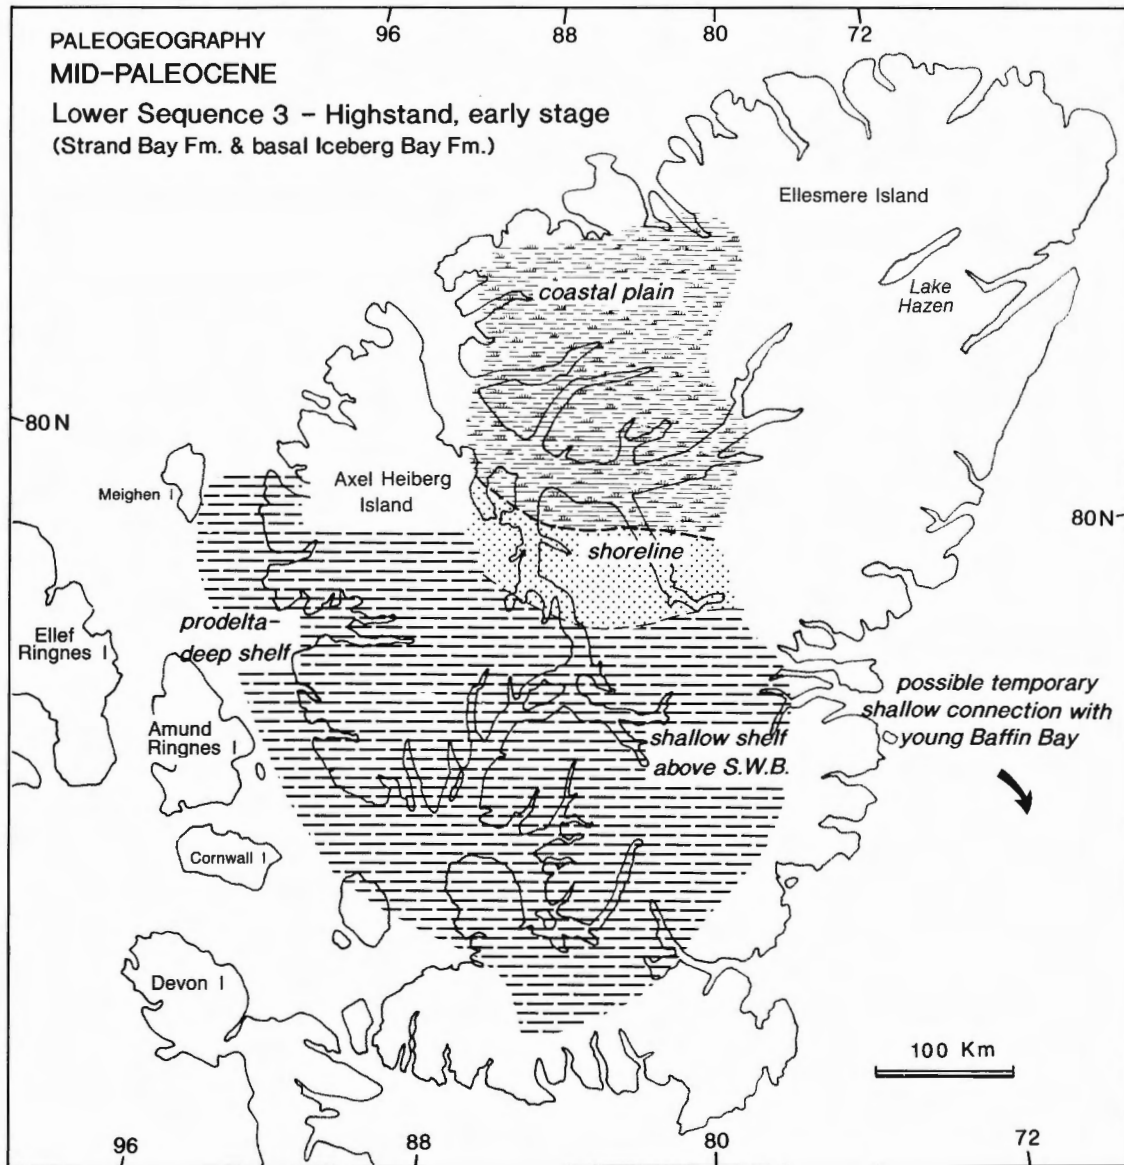 96 88 80 72
PALEOGEOGRAPHY
MID-PALEOCENE
Lower Sequence 3 - Highstand, early stage
(Strand Bay Fm. & basal Iceberg Bay Fm.)
Ellesmere Island
Lake
Hazen
coastal plain
80 N
Meighen I
Axel Heiberg
Island
80 N
shoreline
Ellef
Ringnes I
prodelta-
deep shelf
Amund
Ringnes I
shallow shelf
above S.W.B.
possible temporary
shallow connection with
young Baffin Bay
Cornwall I
Devon I
100 Km
96 88 80 72